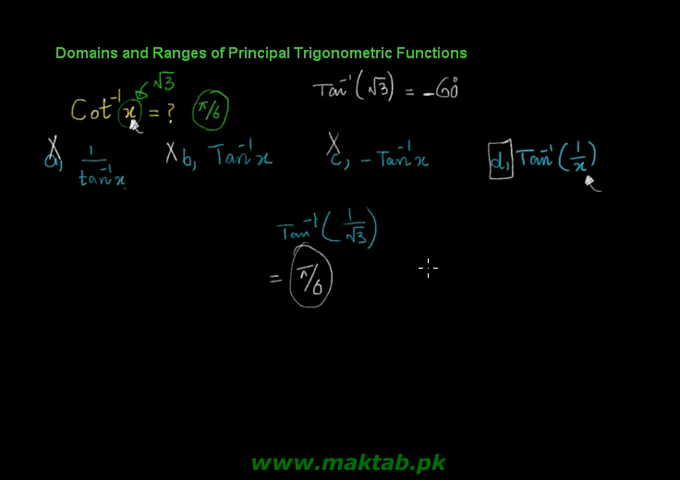 Domains and Ranges of Principal Trigonometric Functions
√3
Cot⁻¹ x = ? π/6
Tan⁻¹(√3) = -60°
a, 1/tan⁻¹x b, Tan⁻¹x c, -Tan⁻¹x d, Tan⁻¹(1/x)
Tan⁻¹(1/√3)
= π/6
www.maktab.pk